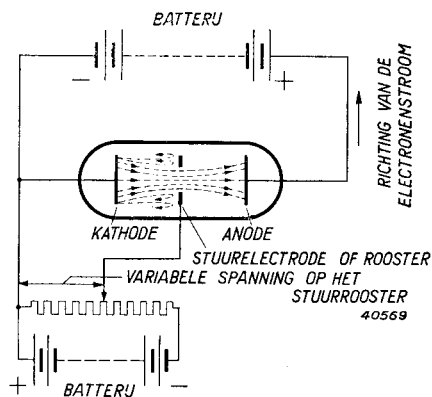 BATTERIJ
−
+
RICHTING VAN DE
ELECTRONENSTROOM
KATHODE
ANODE
STUURELECTRODE OF ROOSTER
VARIABELE SPANNING OP HET
STUURROOSTER
40569
+
BATTERIJ
−